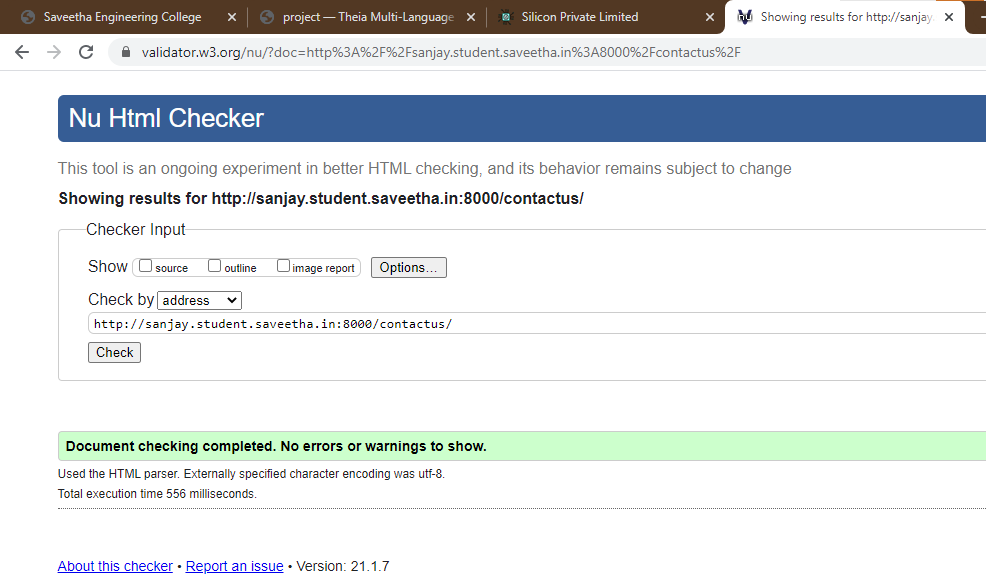 Saveetha Engineering College
project — Theia Multi-Language
Silicon Private Limited
Showing results for http://sanjay.
validator.w3.org/nu/?doc=http%3A%2F%2Fsanjay.student.saveetha.in%3A8000%2Fcontactus%2F
Nu Html Checker
This tool is an ongoing experiment in better HTML checking, and its behavior remains subject to change
Showing results for http://sanjay.student.saveetha.in:8000/contactus/
Checker Input
Show source outline image report Options...
Check by address
http://sanjay.student.saveetha.in:8000/contactus/
Check
Document checking completed. No errors or warnings to show.
Used the HTML parser. Externally specified character encoding was utf-8.
Total execution time 556 milliseconds.
About this checker • Report an issue • Version: 21.1.7